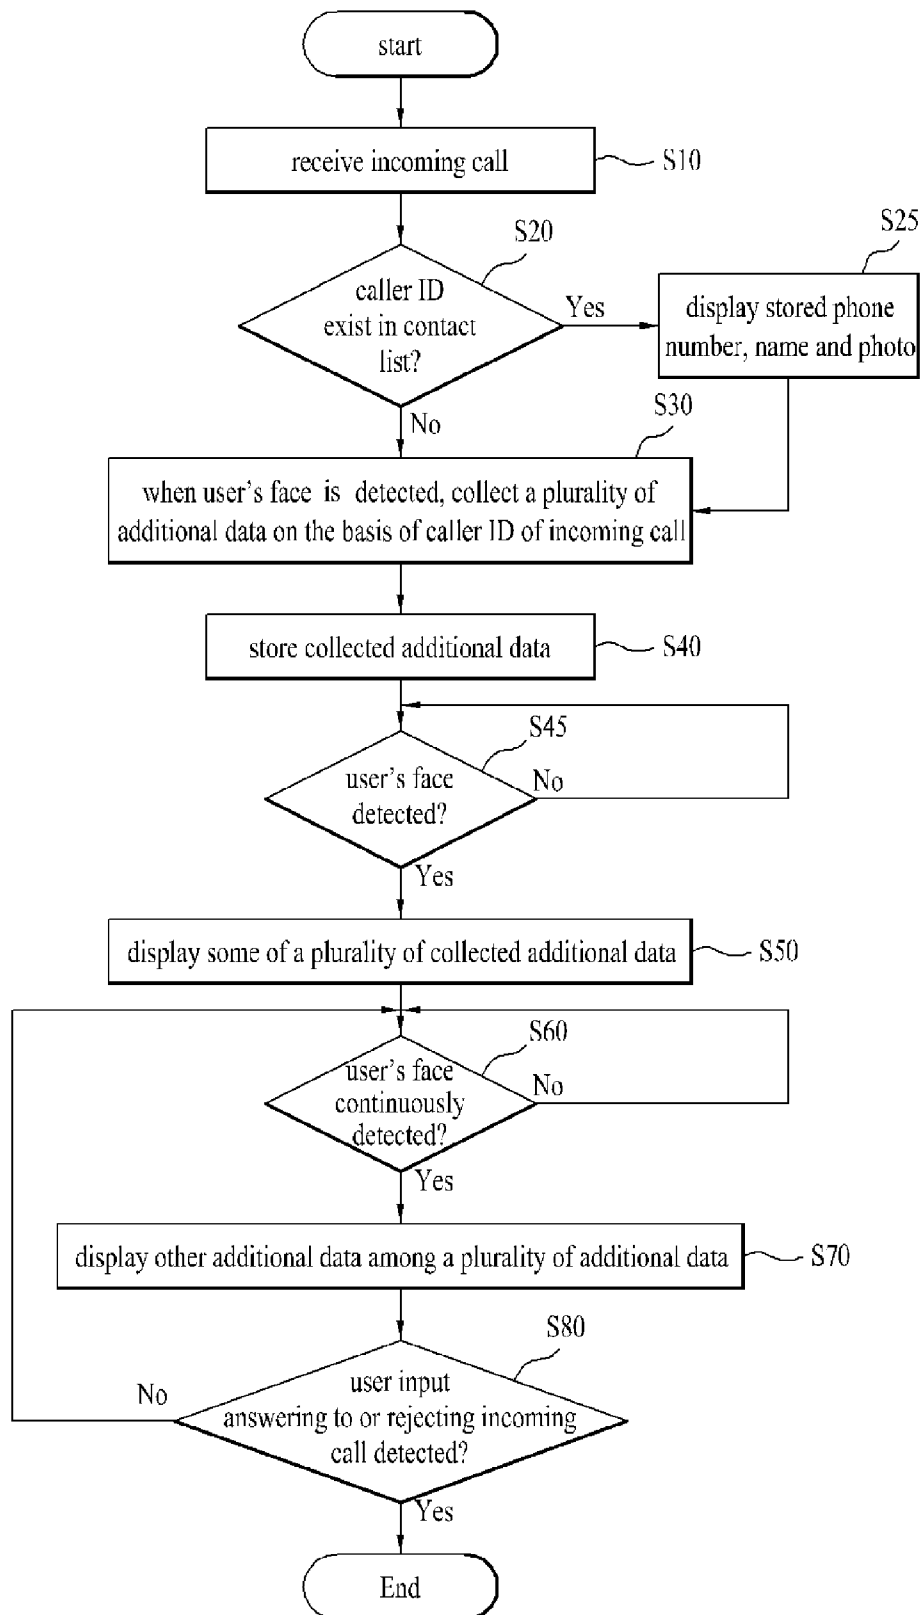 start
receive incoming call
S10
S20
caller ID
exist in contact
list?
Yes
S25
display stored phone
number, name and photo
No
S30
when user's face is detected, collect a plurality of
additional data on the basis of caller ID of incoming call
store collected additional data
S40
S45
user's face
detected?
No
Yes
display some of a plurality of collected additional data
S50
S60
user's face
continuously
detected?
No
Yes
display other additional data among a plurality of additional data
S70
S80
user input
answering to or rejecting incoming
call detected?
No
Yes
End